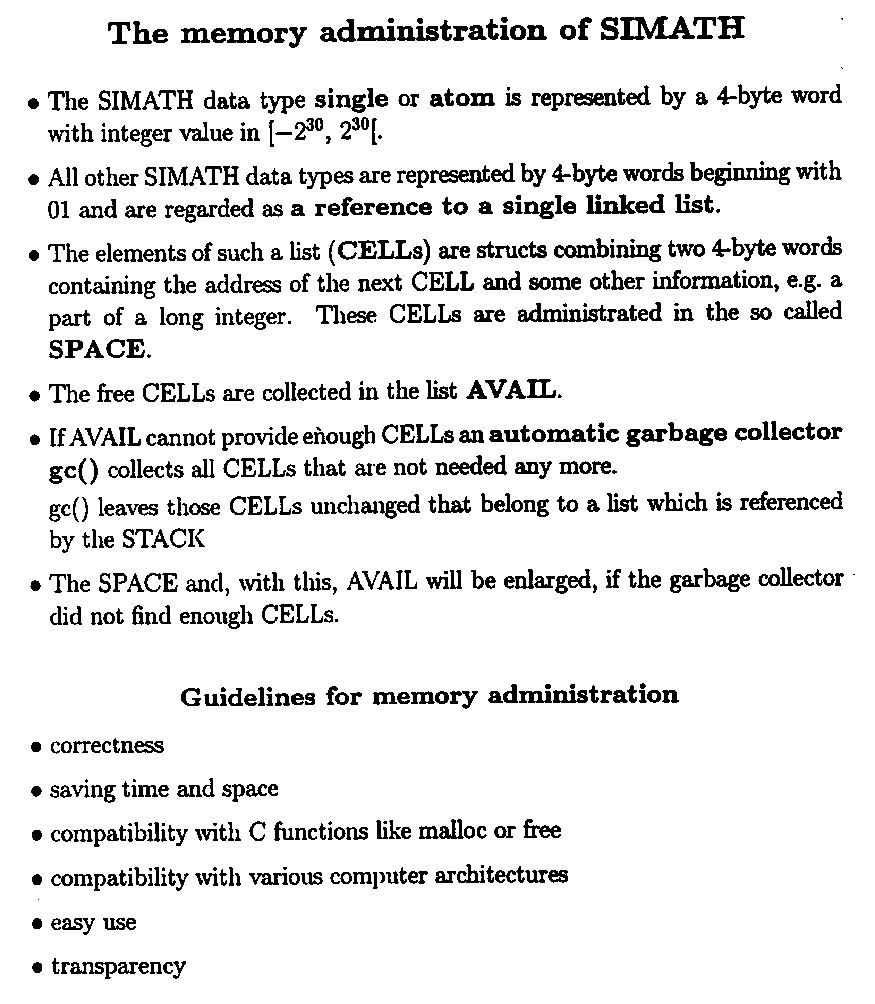 The memory administration of SIMATH
• The SIMATH data type single or atom is represented by a 4-byte word
with integer value in [−2³⁰, 2³⁰[.
• All other SIMATH data types are represented by 4-byte words beginning with
01 and are regarded as a reference to a single linked list.
• The elements of such a list (CELLs) are structs combining two 4-byte words
containing the address of the next CELL and some other information, e.g. a
part of a long integer. These CELLs are administrated in the so called
SPACE.
• The free CELLs are collected in the list AVAIL.
• If AVAIL cannot provide enough CELLs an automatic garbage collector
gc() collects all CELLs that are not needed any more.
gc() leaves those CELLs unchanged that belong to a list which is referenced
by the STACK
• The SPACE and, with this, AVAIL will be enlarged, if the garbage collector
did not find enough CELLs.
Guidelines for memory administration
• correctness
• saving time and space
• compatibility with C functions like malloc or free
• compatibility with various computer architectures
• easy use
• transparency